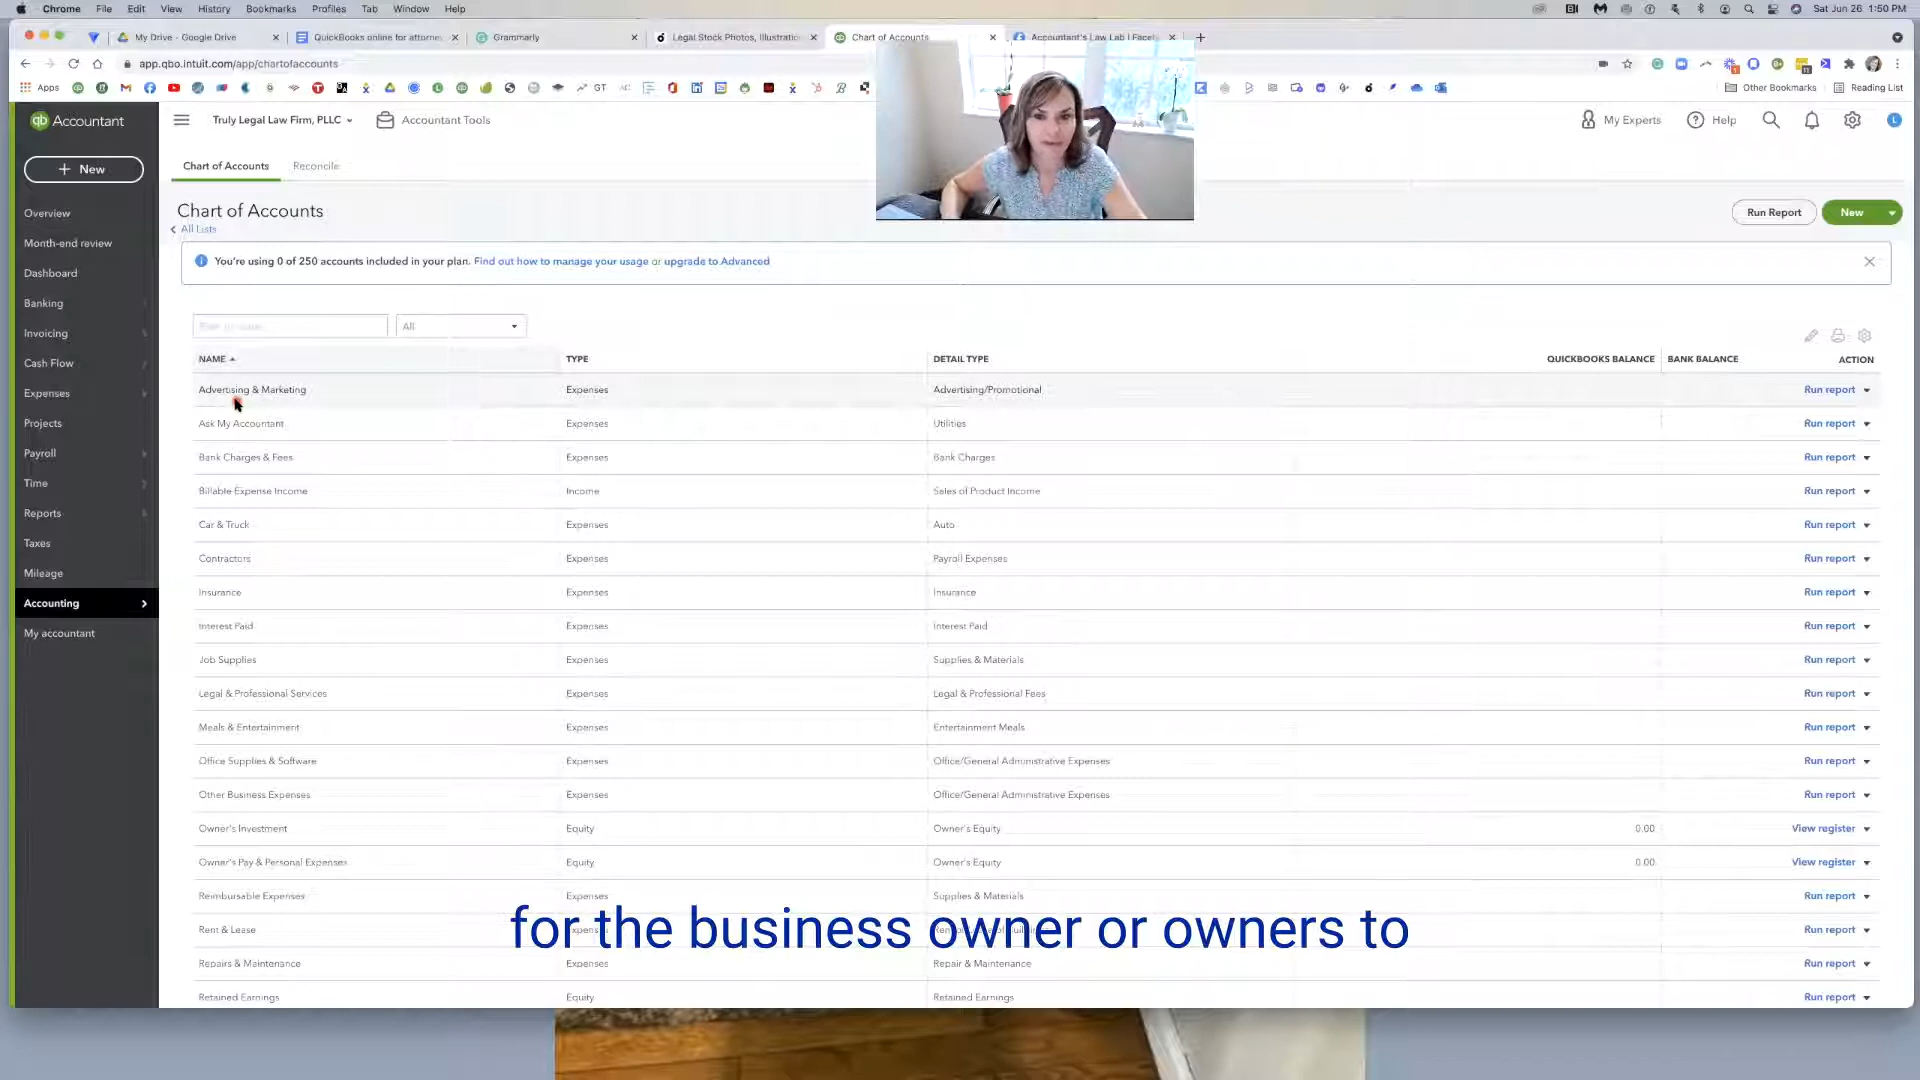 Chrome File Edit View History Bookmarks Profiles Tab Window Help Sat Jun 26 1:50 PM
My Drive - Google Drive QuickBooks online for attorne Grammarly Legal Stock Photos, Illustratio Chart of Accounts Accountant's Law Lab | Faceb
app.qbo.intuit.com/app/chartofaccounts
Apps GT Other Bookmarks Reading List
qb Accountant Truly Legal Law Firm, PLLC Accountant Tools My Experts Help L
+ New
Chart of Accounts Reconcile
Overview
Month-end review
Dashboard
Banking
Invoicing
Cash Flow
Expenses
Projects
Payroll
Time
Reports
Taxes
Mileage
Accounting
My accountant
Chart of Accounts
All Lists
Run Report New
You're using 0 of 250 accounts included in your plan. Find out how to manage your usage or upgrade to Advanced
All
NAME TYPE DETAIL TYPE QUICKBOOKS BALANCE BANK BALANCE ACTION
Advertising & Marketing Expenses Advertising/Promotional Run report
Ask My Accountant Expenses Utilities Run report
Bank Charges & Fees Expenses Bank Charges Run report
Billable Expense Income Income Sales of Product Income Run report
Car & Truck Expenses Auto Run report
Contractors Expenses Payroll Expenses Run report
Insurance Expenses Insurance Run report
Interest Paid Expenses Interest Paid Run report
Job Supplies Expenses Supplies & Materials Run report
Legal & Professional Services Expenses Legal & Professional Fees Run report
Meals & Entertainment Expenses Entertainment Meals Run report
Office Supplies & Software Expenses Office/General Administrative Expenses Run report
Other Business Expenses Expenses Office/General Administrative Expenses Run report
Owner's Investment Equity Owner's Equity 0.00 View register
Owner's Pay & Personal Expenses Equity Owner's Equity 0.00 View register
Reimbursable Expenses Expenses Supplies & Materials Run report
Rent & Lease Run report
Repairs & Maintenance Expenses Repair & Maintenance Run report
Retained Earnings Equity Retained Earnings Run report
for the business owner or owners to